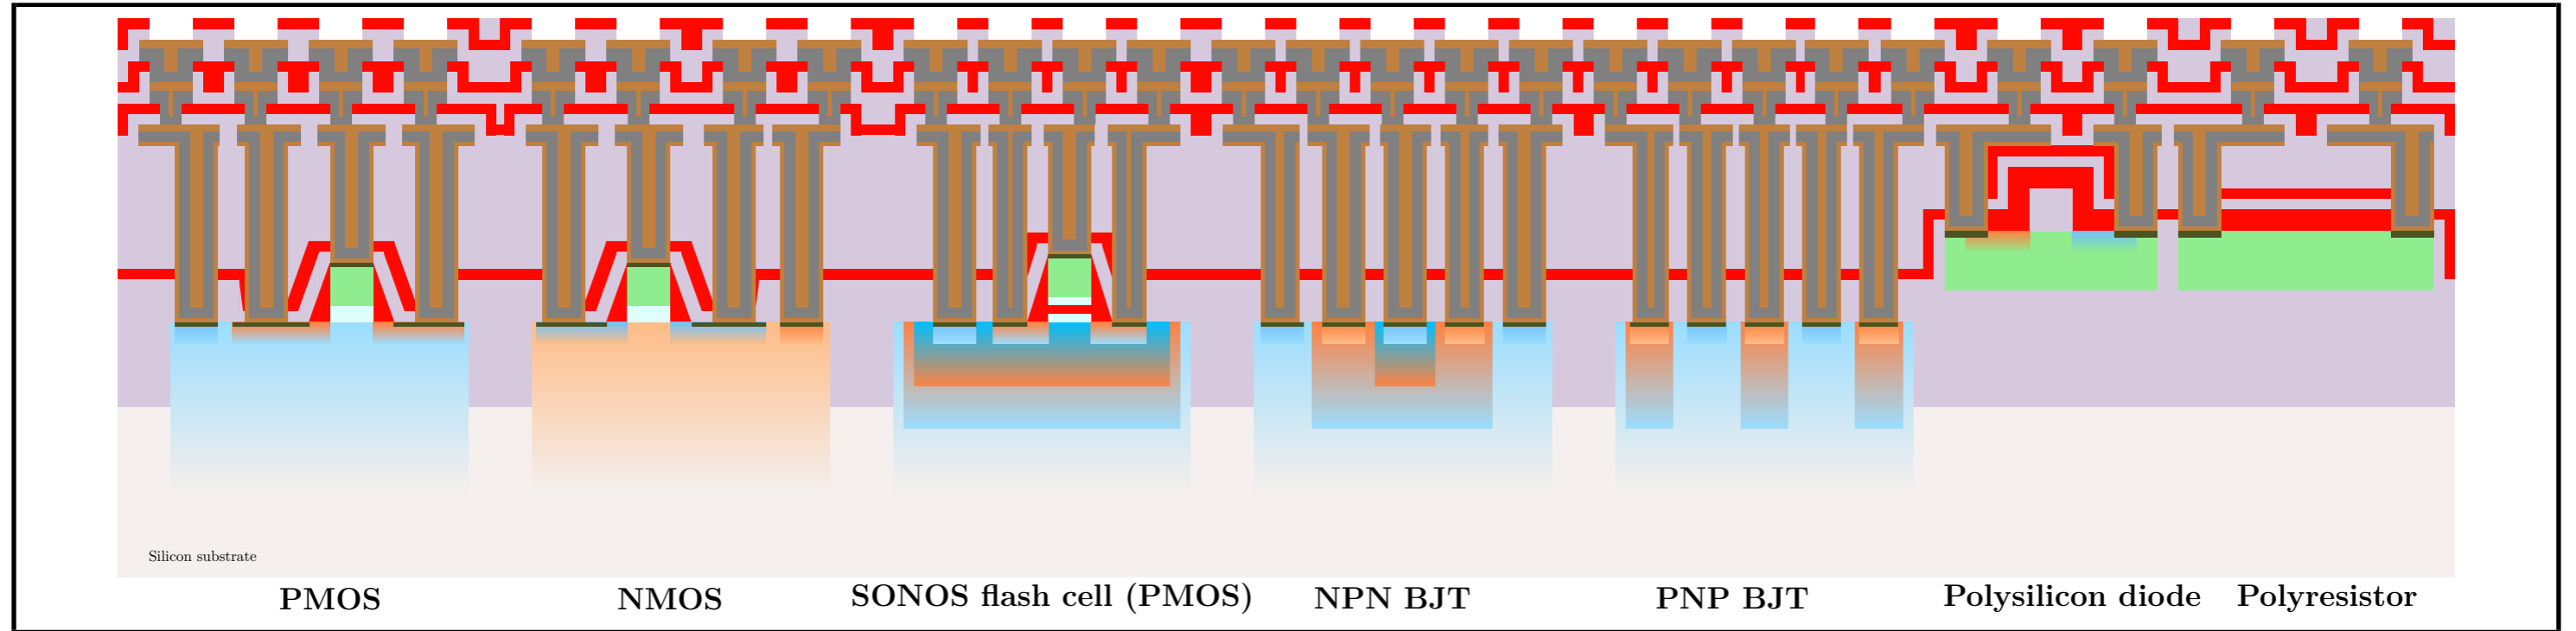 Silicon substrate
PMOS
NMOS
SONOS flash cell (PMOS)
NPN BJT
PNP BJT
Polysilicon diode
Polyresistor